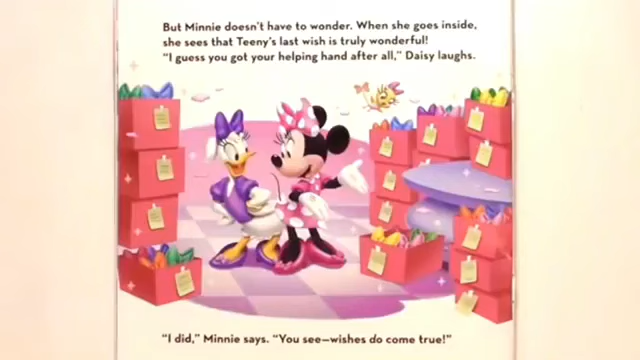 But Minnie doesn't have to wonder. When she goes inside,
she sees that Teeny's last wish is truly wonderful!
"I guess you got your helping hand after all," Daisy laughs.
"I did," Minnie says. "You see—wishes do come true!"